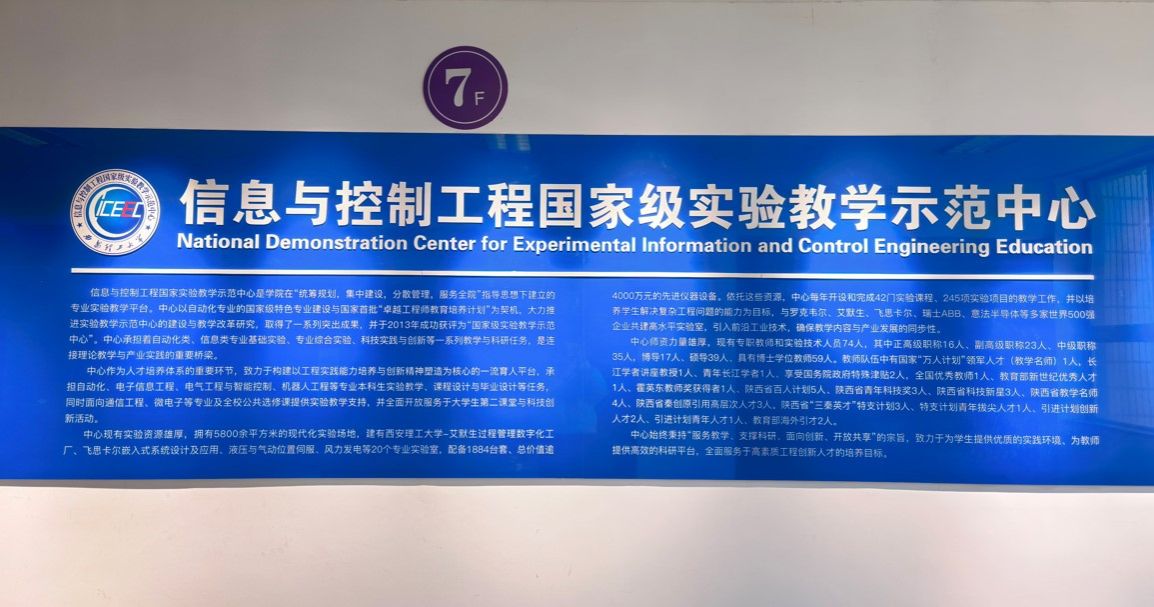 7F
信息与控制工程国家级实验教学示范中心
ICEEC
信息与控制工程国家级实验教学示范中心
西安理工大学
National Demonstration Center for Experimental Information and Control Engineering Education
信息与控制工程国家实验教学示范中心是学院在“统筹规划，集中建设，分散管理，服务全院”指导思想下建立的
专业实验教学平台。中心以自动化专业的国家级特色专业建设与国家首批“卓越工程师教育培养计划”为契机，大力推
进实验教学示范中心的建设与教学改革研究，取得了一系列突出成果，并于2013年成功获评为“国家级实验教学示范
中心”。中心承担着自动化类、信息类专业基础实验、专业综合实验、科技实践与创新等一系列教学与科研任务，是连
接理论教学与产业实践的重要桥梁。
中心作为人才培养体系的重要环节，致力于构建以工程实践能力培养与创新精神塑造为核心的一流育人平台，承
担自动化、电子信息工程、电气工程与智能控制、机器人工程等专业本科生实验教学、课程设计与毕业设计等任务，
同时面向通信工程、微电子等专业及全校公共选修课提供实验教学支持，并全面开放服务于大学生第二课堂与科技创
新活动。
中心现有实验资源雄厚，拥有5800余平方米的现代化实验场地，建有西安理工大学-艾默生过程管理数字化工
厂、飞思卡尔嵌入式系统设计及应用、液压与气动位置伺服、风力发电等20个专业实验室，配备1884台套、总价值逾
4000万元的先进仪器设备。依托这些资源，中心每年开设和完成42门实验课程、245项实验项目的教学工作，并以培
养学生解决复杂工程问题的能力为目标，与罗克韦尔、艾默生、飞思卡尔、瑞士ABB、意法半导体等多家世界500强
企业共建高水平实验室，引入前沿工业技术，确保教学内容与产业发展的同步性。
中心师资力量雄厚，现有专职教师和实验技术人员74人，其中正高级职称16人、副高级职称23人、中级职称
35人，博导17人、硕导39人，具有博士学位教师59人。教师队伍中有国家“万人计划”领军人才（教学名师）1人，长
江学者讲座教授1人、青年长江学者1人，享受国务院政府特殊津贴2人，全国优秀教师1人、教育部新世纪优秀人才
1人、霍英东教师奖获得者1人、陕西省百人计划5人、陕西省青年科技奖3人、陕西省科技新星3人、陕西省教学名师
4人、陕西省秦创原引用高层次人才3人，陕西省“三秦英才”特支计划3人、特支计划青年拔尖人才1人、引进计划创新
人才2人、引进计划青年人才1人、教育部海外引才2人。
中心始终秉持“服务教学、支撑科研、面向创新、开放共享”的宗旨，致力于为学生提供优质的实践环境，为教师
提供高效的科研平台，全面服务于高素质工程创新人才的培养目标。